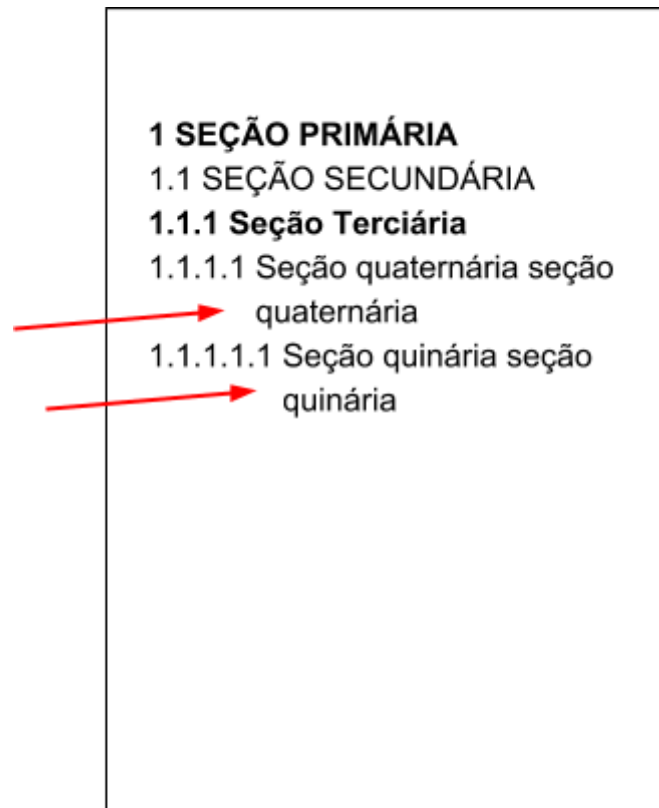 1 SEÇÃO PRIMÁRIA
1.1 SEÇÃO SECUNDÁRIA
1.1.1 Seção Terciária
1.1.1.1 Seção quaternária seção
quaternária
1.1.1.1.1 Seção quinária seção
quinária